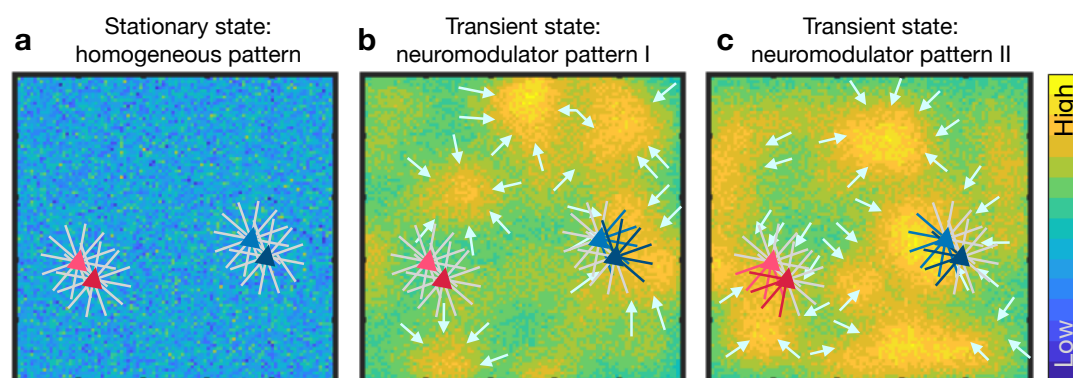 a
Stationary state:
homogeneous pattern
b
Transient state:
neuromodulator pattern I
c
Transient state:
neuromodulator pattern II
High
Low